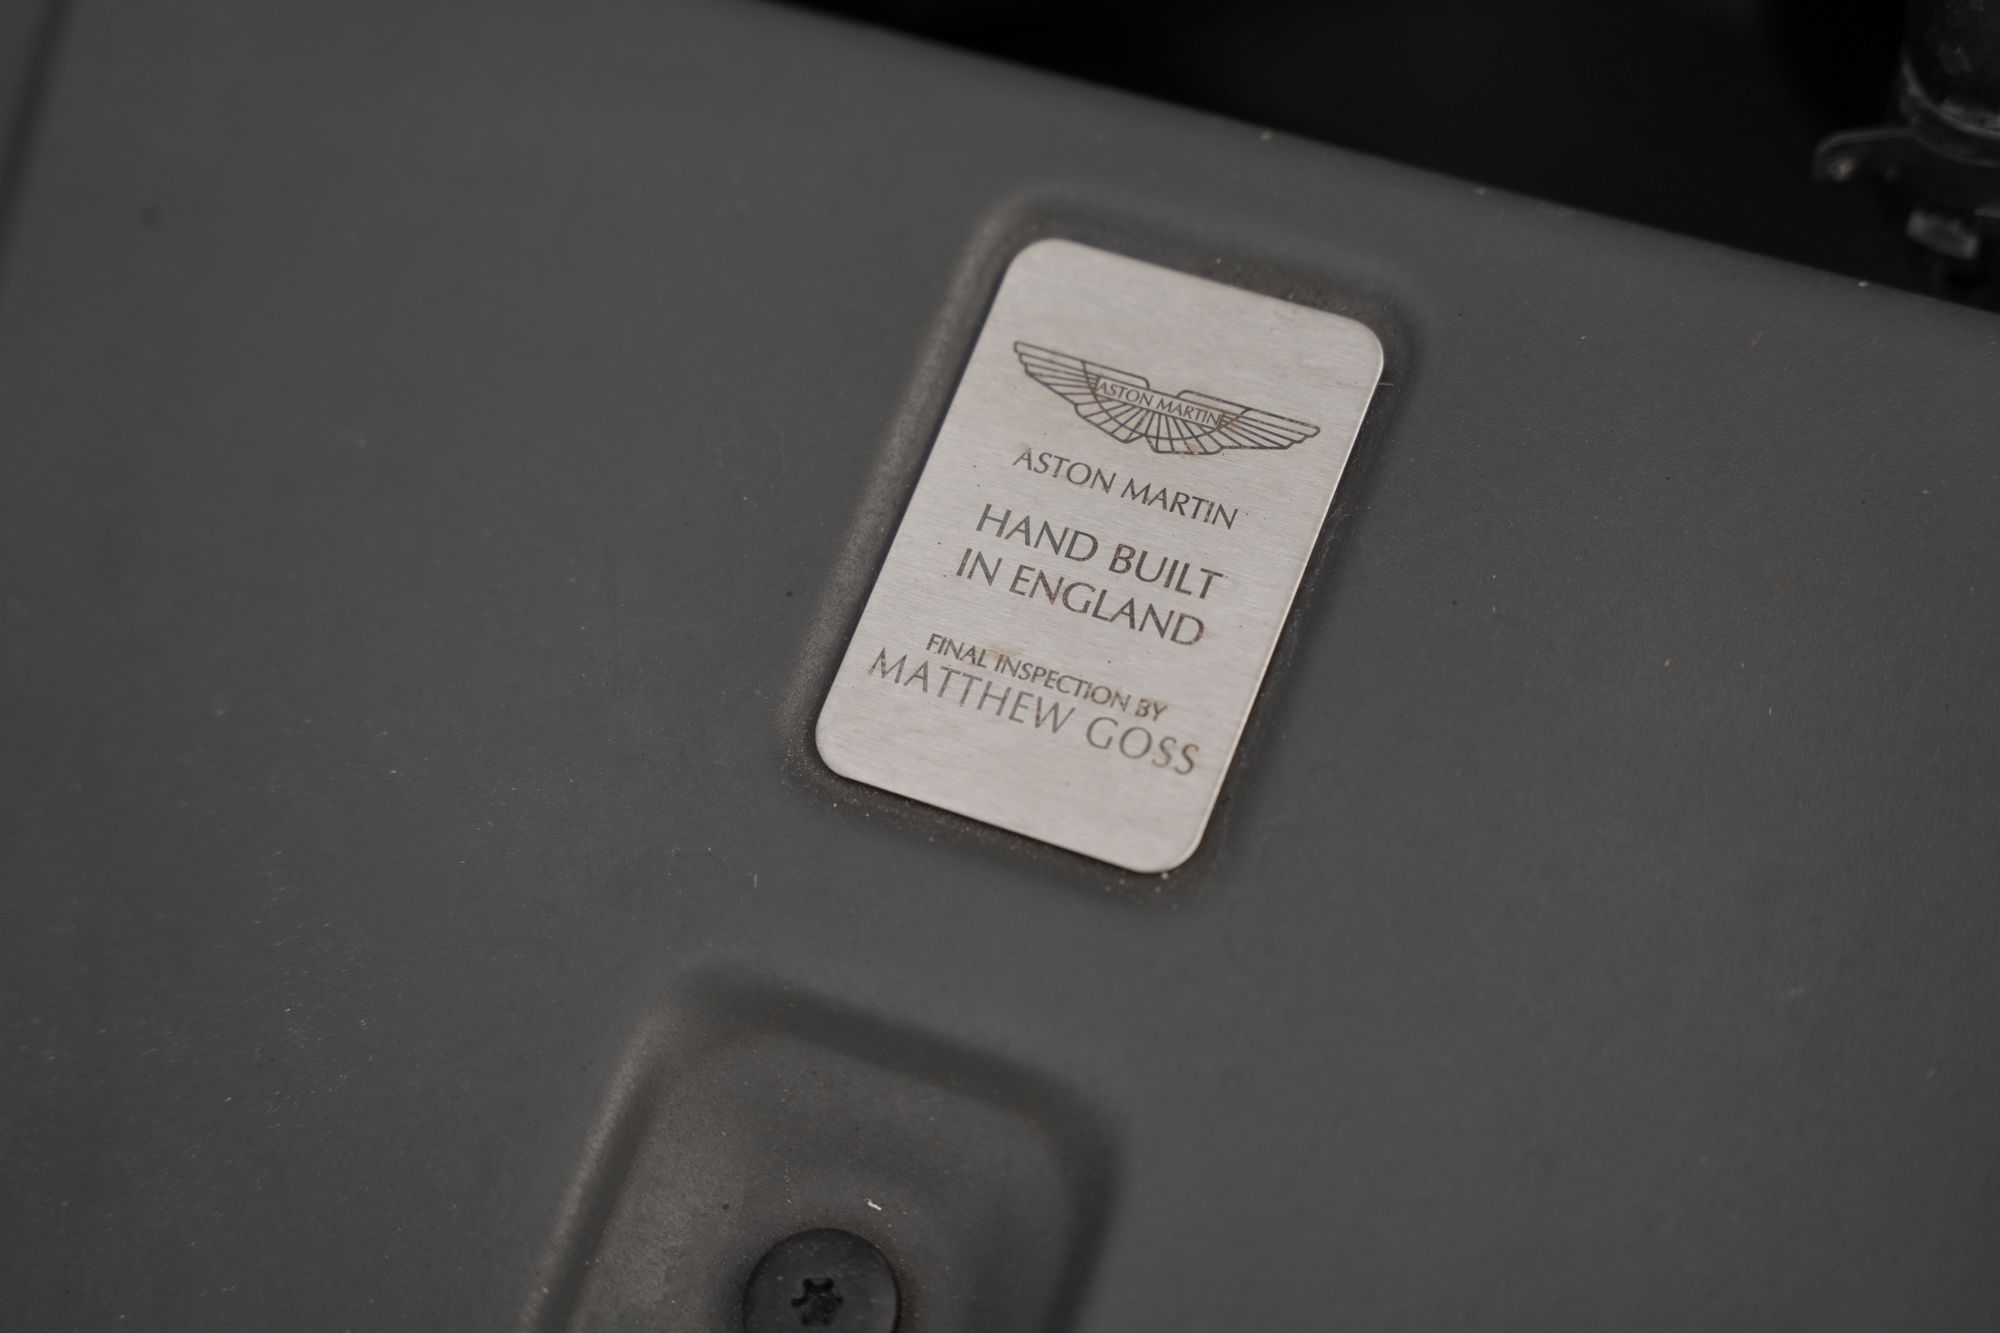 ASTON MARTIN
ASTON MARTIN
HAND BUILT
IN ENGLAND
FINAL INSPECTION BY
MATTHEW GOSS